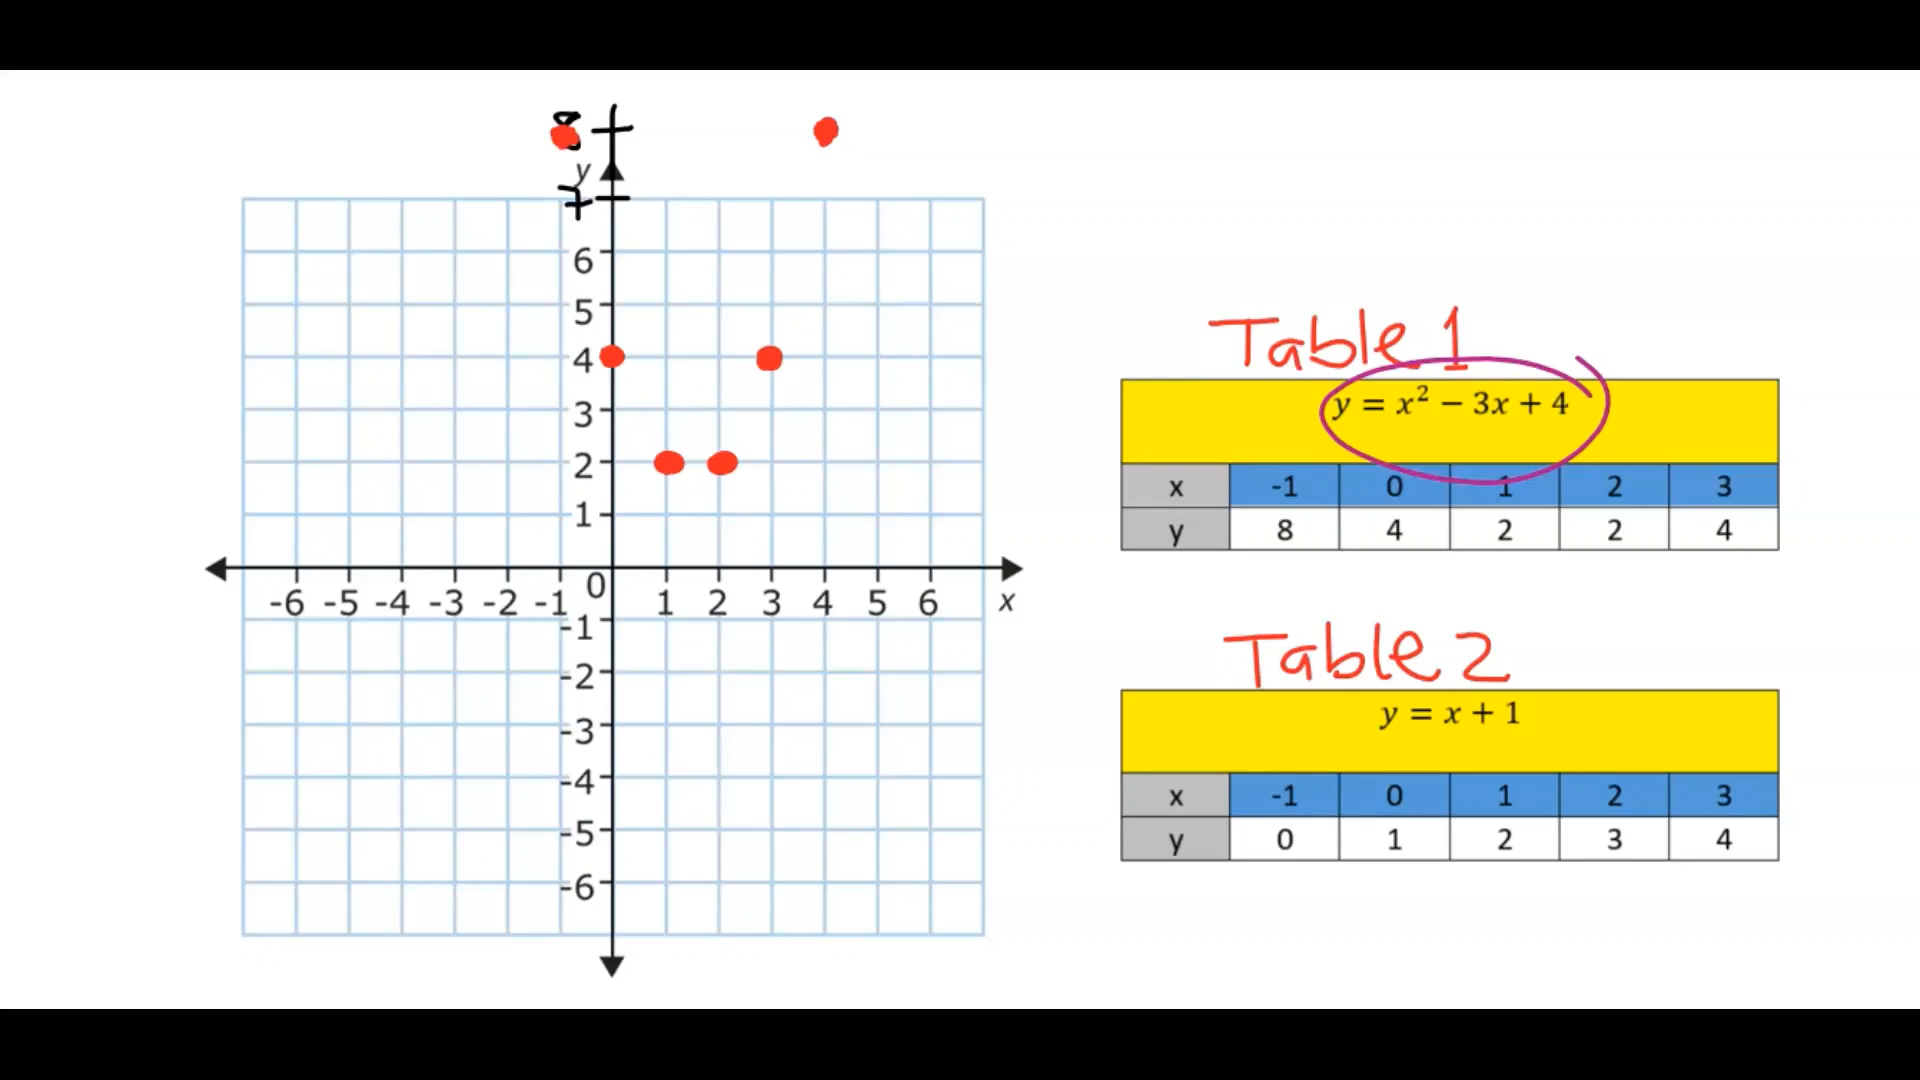 8
y
7
6
5
4
3
2
1
0
-6 -5 -4 -3 -2 -1 1 2 3 4 5 6 x
-1
-2
-3
-4
-5
-6
Table 1
y = x² − 3x + 4
x -1 0 1 2 3
y 8 4 2 2 4
Table 2
y = x + 1
x -1 0 1 2 3
y 0 1 2 3 4